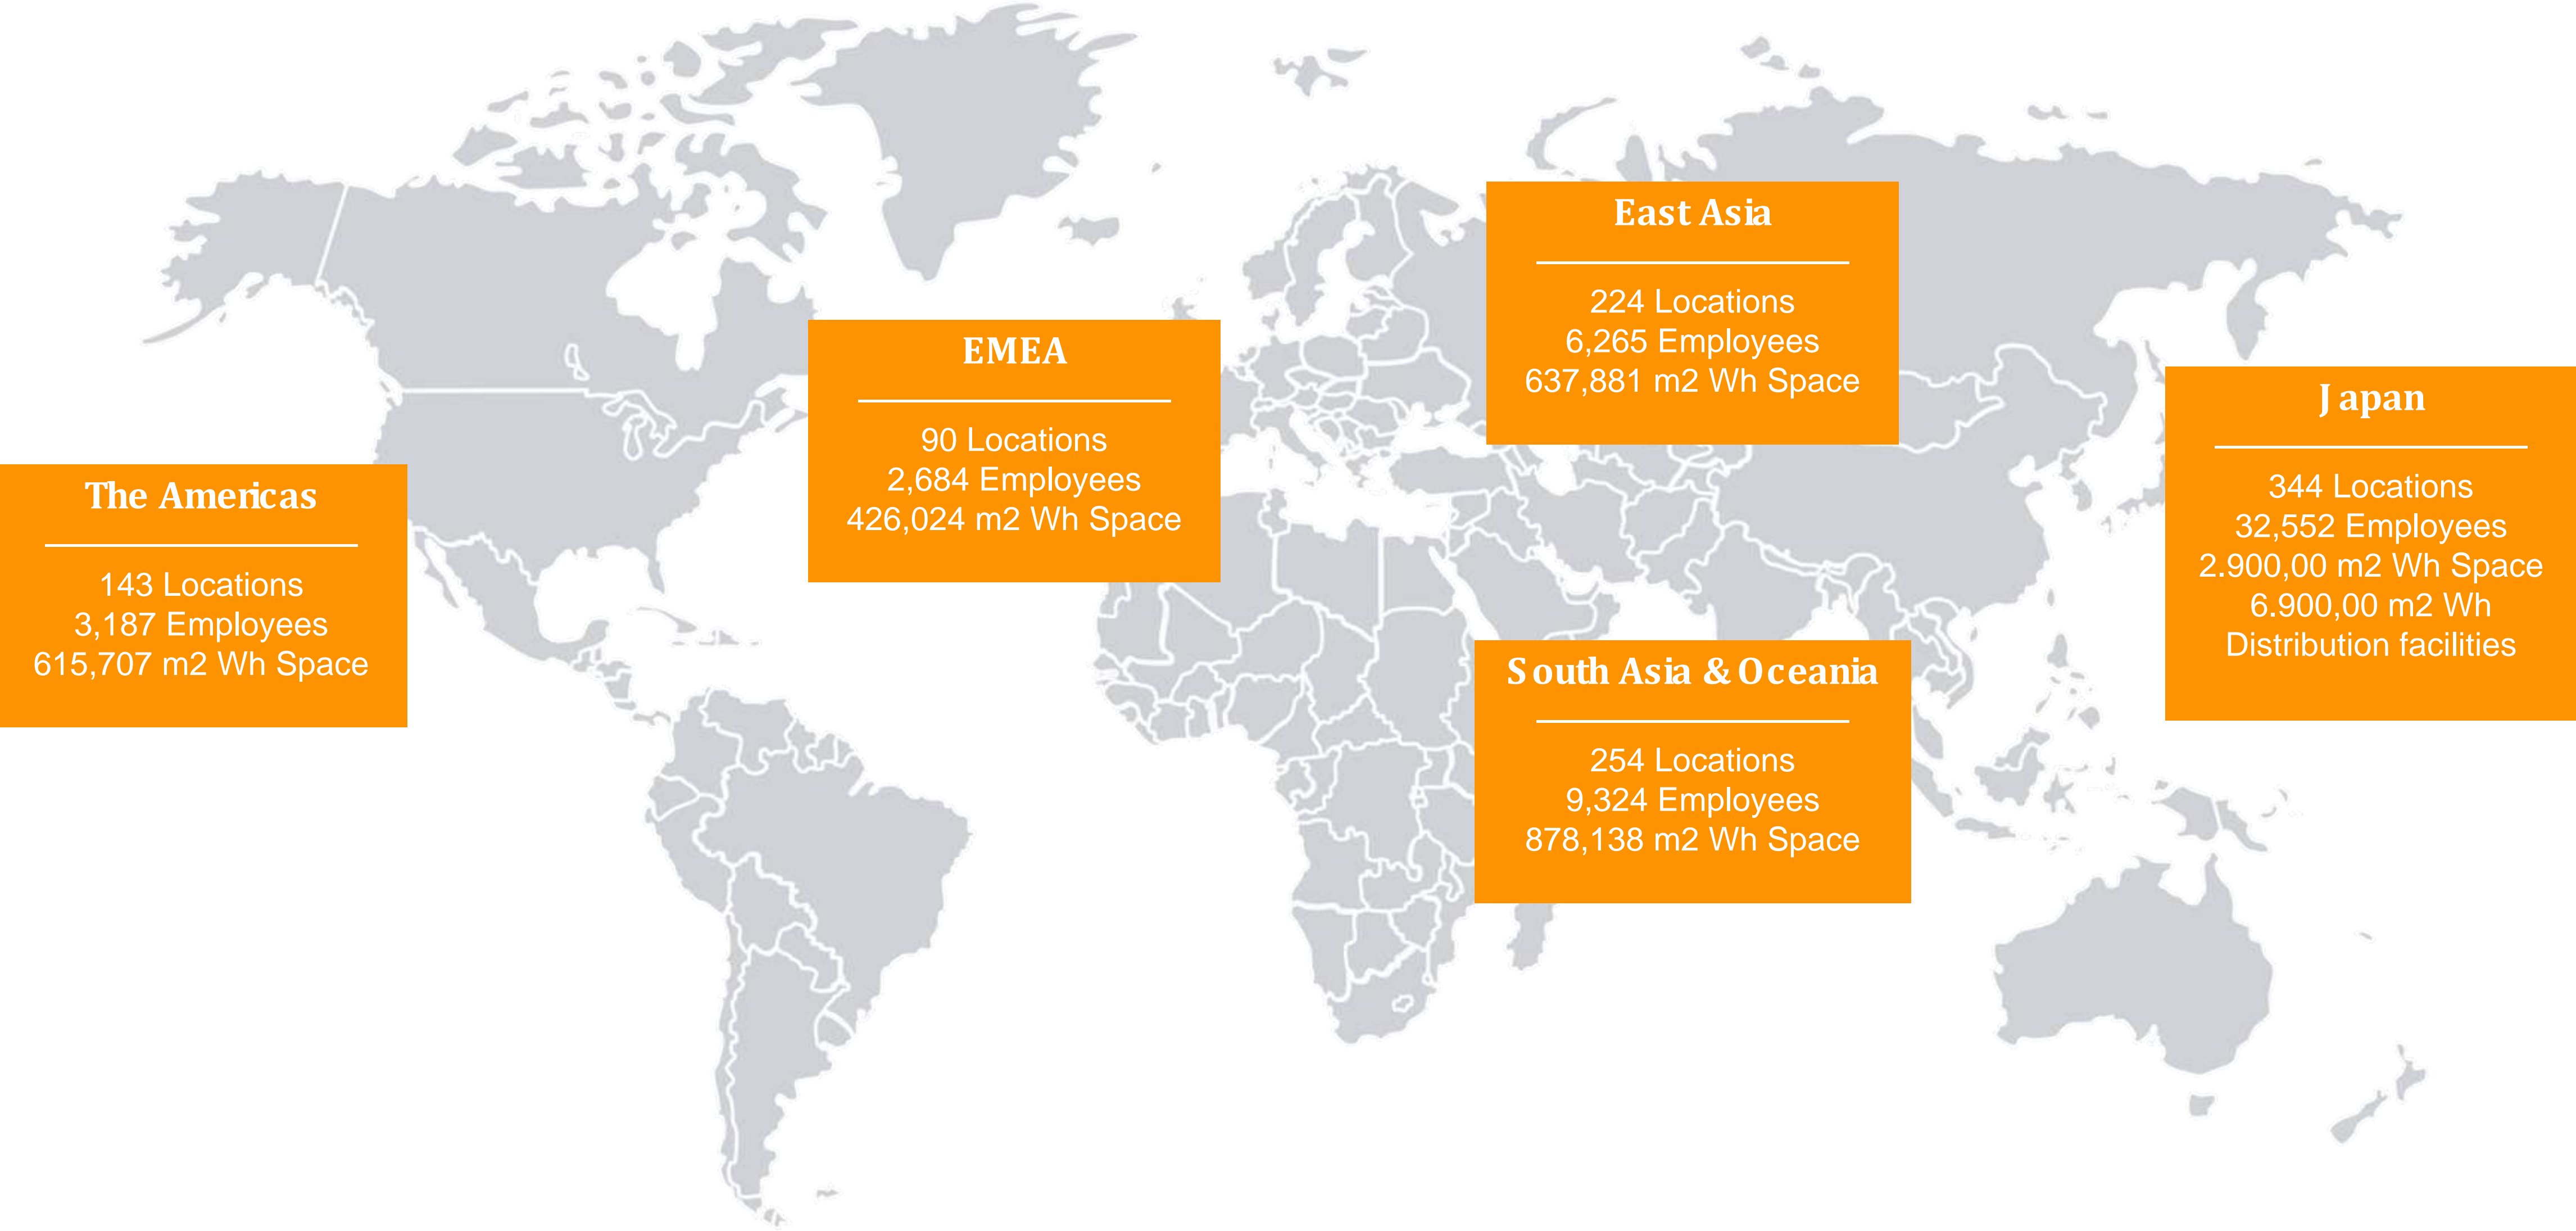 The Americas
143 Locations
3,187 Employees
615,707 m2 Wh Space
EMEA
90 Locations
2,684 Employees
426,024 m2 Wh Space
East Asia
224 Locations
6,265 Employees
637,881 m2 Wh Space
South Asia & Oceania
254 Locations
9,324 Employees
878,138 m2 Wh Space
Japan
344 Locations
32,552 Employees
2.900,00 m2 Wh Space
6.900,00 m2 Wh
Distribution facilities